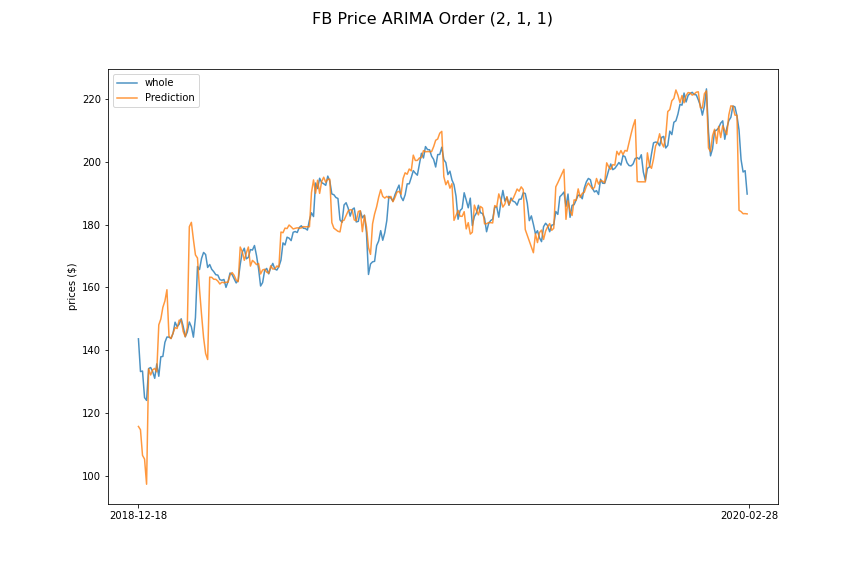 FB Price ARIMA Order (2, 1, 1)
whole
Prediction
220
200
180
160
140
120
100
prices ($)
2018-12-18
2020-02-28